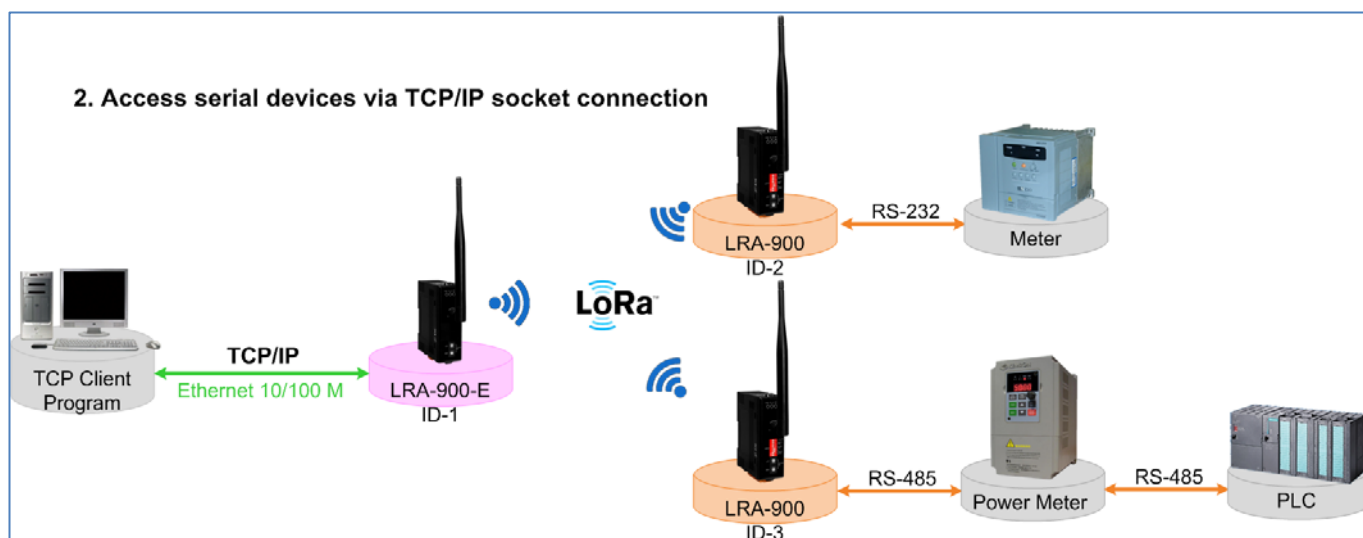 2. Access serial devices via TCP/IP socket connection
LRA-900
ID-2
RS-232
Meter
LoRa™
TCP Client
Program
TCP/IP
Ethernet 10/100 M
LRA-900-E
ID-1
LRA-900
ID-3
RS-485
Power Meter
RS-485
PLC